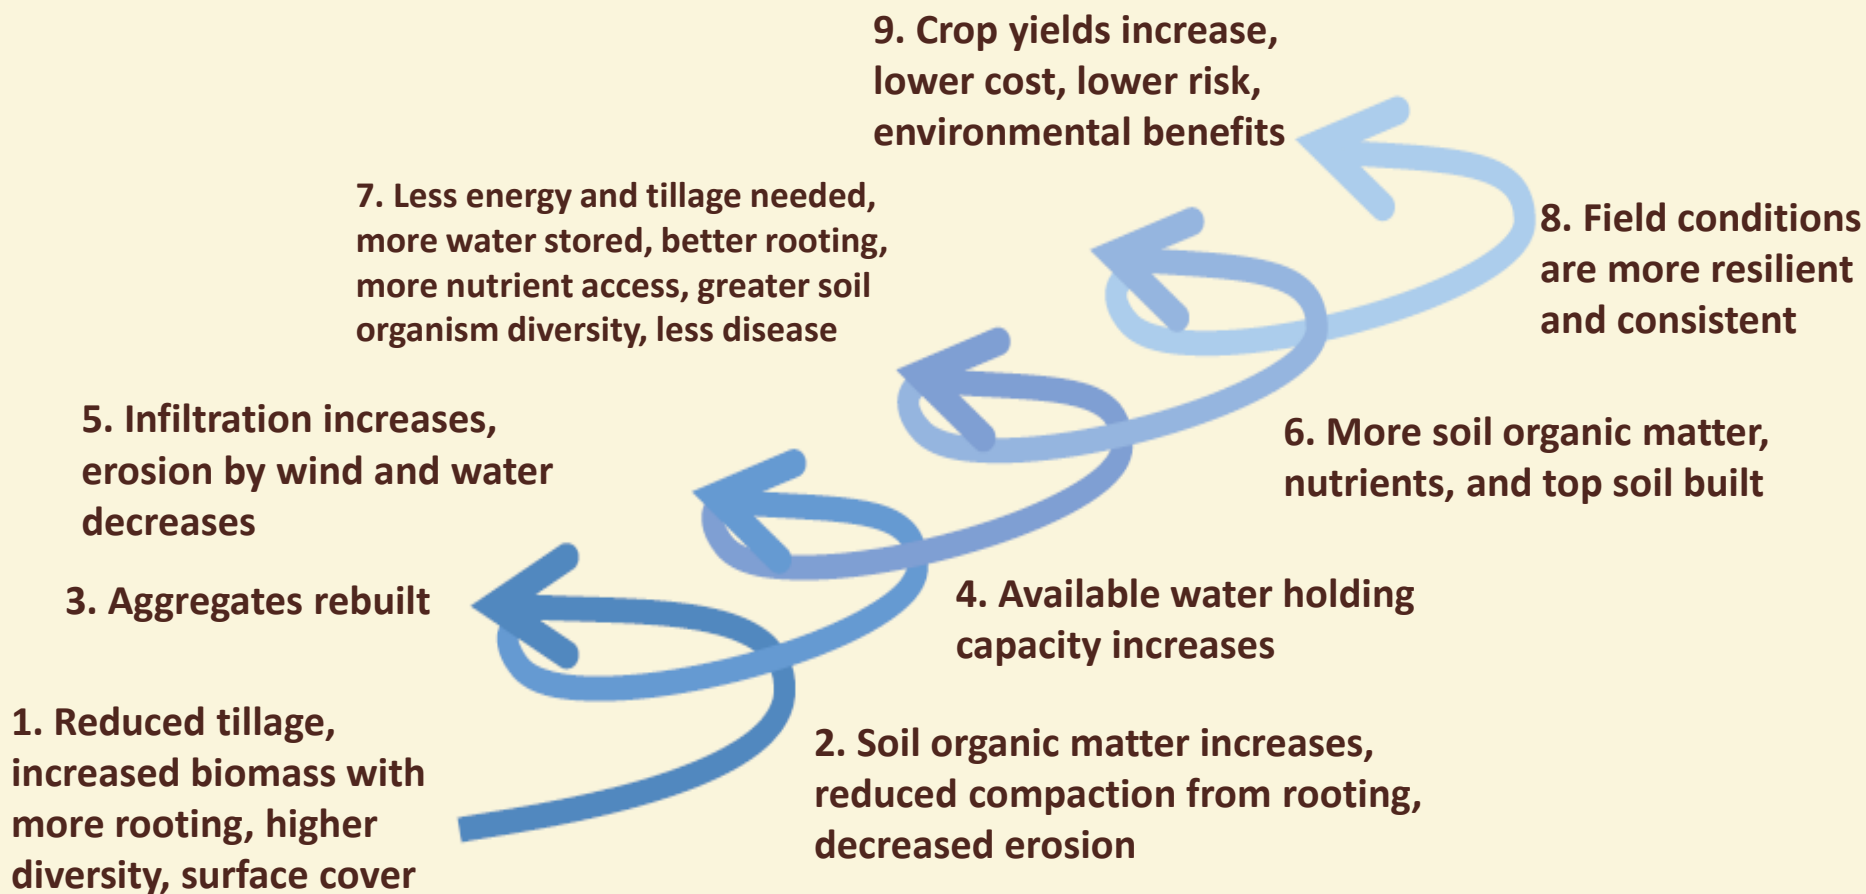 9. Crop yields increase,
lower cost, lower risk,
environmental benefits
7. Less energy and tillage needed,
more water stored, better rooting,
more nutrient access, greater soil
organism diversity, less disease
8. Field conditions
are more resilient
and consistent
5. Infiltration increases,
erosion by wind and water
decreases
6. More soil organic matter,
nutrients, and top soil built
3. Aggregates rebuilt
4. Available water holding
capacity increases
1. Reduced tillage,
increased biomass with
more rooting, higher
diversity, surface cover
2. Soil organic matter increases,
reduced compaction from rooting,
decreased erosion